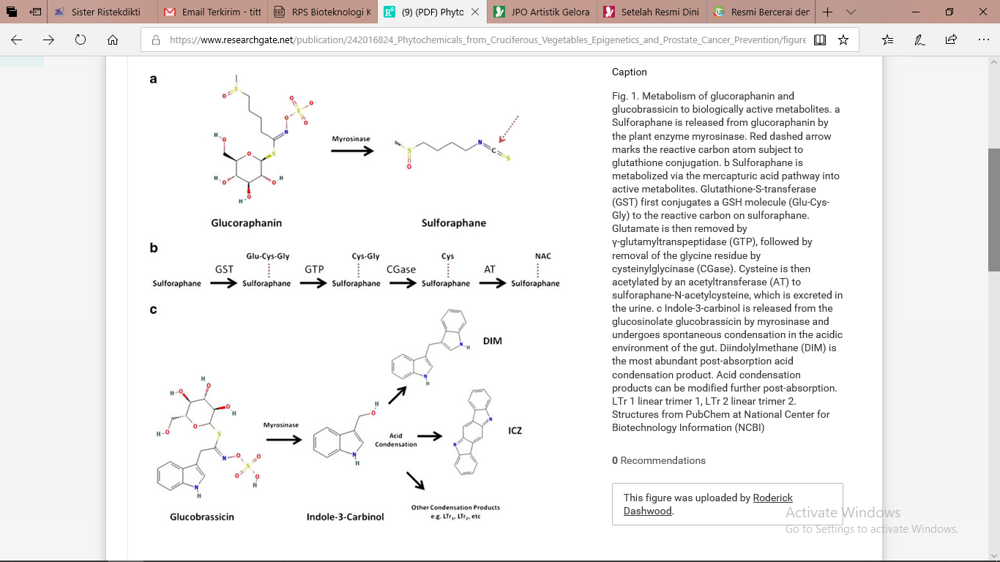 Sister Ristekdikti
Email Terkirim - titt
RPS Bioteknologi K
(9) (PDF) Phyto
JPO Artistik Gelora
Setelah Resmi Dini
Resmi Bercerai den
https://www.researchgate.net/publication/242016824_Phytochemicals_from_Cruciferous_Vegetables_Epigenetics_and_Prostate_Cancer_Prevention/figure
a
O S O S O O O N S
H O O
H O O H
H O
Myrosinase
S O N C S
Glucoraphanin
Sulforaphane
b
Glu-Cys-Gly
Cys-Gly
Cys
NAC
GST
GTP
CGase
AT
Sulforaphane
Sulforaphane
Sulforaphane
Sulforaphane
Sulforaphane
c
N H
DIM
N H
H O H O O H
H O O S
N O S O O O H
N H
Myrosinase
H O
N H
Acid
Condensation
N
N
ICZ
Other Condensation Products
e.g. LTr1, LTr2, etc
Glucobrassicin
Indole-3-Carbinol
Caption
Fig. 1. Metabolism of glucoraphanin and
glucobrassicin to biologically active metabolites. a
Sulforaphane is released from glucoraphanin by
the plant enzyme myrosinase. Red dashed arrow
marks the reactive carbon atom subject to
glutathione conjugation. b Sulforaphane is
metabolized via the mercapturic acid pathway into
active metabolites. Glutathione-S-transferase
(GST) first conjugates a GSH molecule (Glu-Cys-
Gly) to the reactive carbon on sulforaphane.
Glutamate is then removed by
γ-glutamyltranspeptidase (GTP), followed by
removal of the glycine residue by
cysteinylglycinase (CGase). Cysteine is then
acetylated by an acetyltransferase (AT) to
sulforaphane-N-acetylcysteine, which is excreted in
the urine. c Indole-3-carbinol is released from the
glucosinolate glucobrassicin by myrosinase and
undergoes spontaneous condensation in the acidic
environment of the gut. Diindolylmethane (DIM) is
the most abundant post-absorption acid
condensation product. Acid condensation
products can be modified further post-absorption.
LTr 1 linear trimer 1, LTr 2 linear trimer 2.
Structures from PubChem at National Center for
Biotechnology Information (NCBI)
0 Recommendations
This figure was uploaded by Roderick
Dashwood.
Activate Windows
Go to Settings to activate Windows.